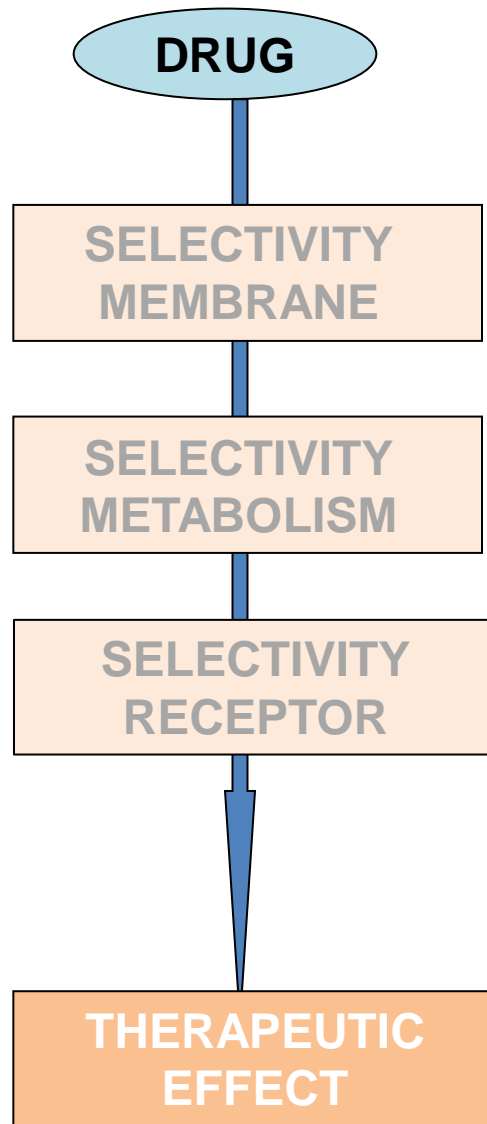 DRUG
SELECTIVITY
MEMBRANE
SELECTIVITY
METABOLISM
SELECTIVITY
RECEPTOR
THERAPEUTIC
EFFECT